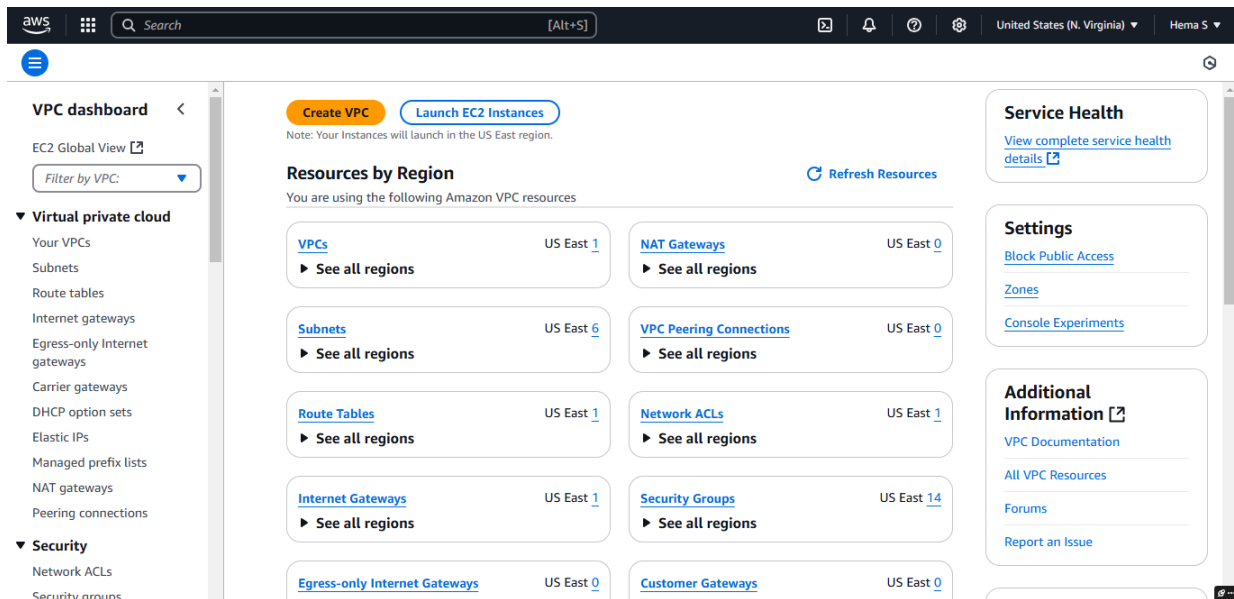 aws
Search [Alt+S]
United States (N. Virginia) ▼ Hema S ▼
VPC dashboard
EC2 Global View
Filter by VPC:
Virtual private cloud
Your VPCs
Subnets
Route tables
Internet gateways
Egress-only Internet
gateways
Carrier gateways
DHCP option sets
Elastic IPs
Managed prefix lists
NAT gateways
Peering connections
Security
Network ACLs
Security groups
Create VPC
Launch EC2 Instances
Note: Your Instances will launch in the US East region.
Resources by Region
Refresh Resources
You are using the following Amazon VPC resources
VPCs US East 1
See all regions
NAT Gateways US East 0
See all regions
Subnets US East 6
See all regions
VPC Peering Connections US East 0
See all regions
Route Tables US East 1
See all regions
Network ACLs US East 1
See all regions
Internet Gateways US East 1
See all regions
Security Groups US East 14
See all regions
Egress-only Internet Gateways US East 0
Customer Gateways US East 0
Service Health
View complete service health
details
Settings
Block Public Access
Zones
Console Experiments
Additional
Information
VPC Documentation
All VPC Resources
Forums
Report an Issue